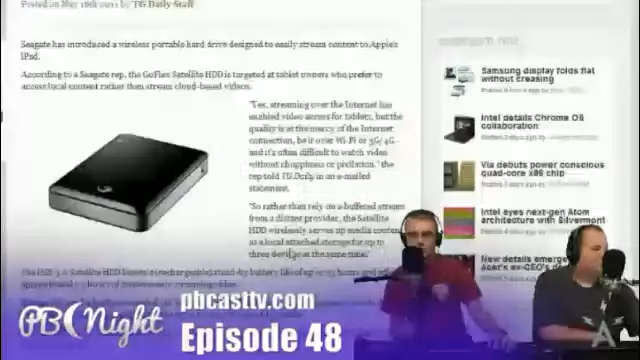 Posted on May 16th 2011 by TG Daily Staff
Seagate has introduced a wireless portable hard drive designed to easily stream content to Apple's
iPad.
According to a Seagate rep, the GoFlex Satellite HDD is targeted at tablet owners who prefer to
access local content rather than stream cloud-based videos.
"Yes, streaming over the Internet has
enabled video access for tablets, but the
quality is at the mercy of the Internet
connection, be it over Wi-Fi or 3G/4G
and it's often difficult to watch video
without choppiness or pixilation," the
rep told TG Daily in an e-mailed
statement.
"So rather than rely on a buffered stream
from a distant provider, the Satellite
HDD wirelessly serves up media content
as a local attached storage for up to
three devices at the same time."
Samsung display folds flat
without creasing
Intel details Chrome OS
collaboration
Via debuts power conscious
quad-core x86 chip
Intel eyes next-gen Atom
architecture with Silvermont
New details emerge
Acer's ex-CEO's
PB Night
pbcasttv.com
Episode 48